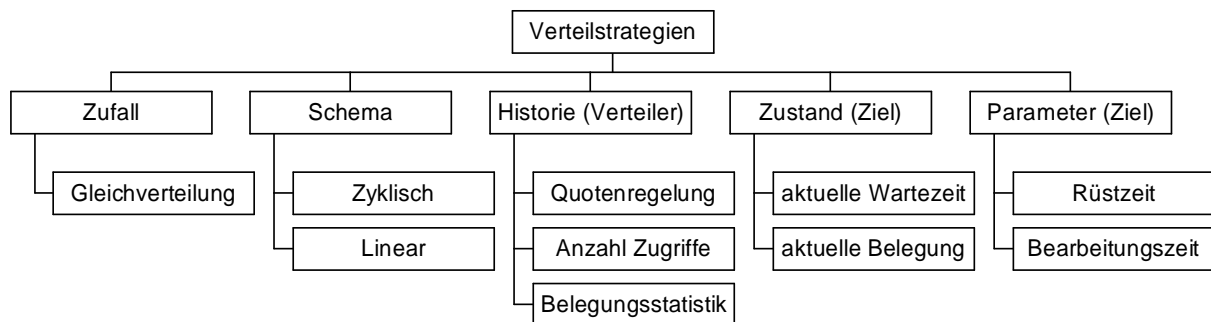 Verteilstrategien
Zufall
Schema
Historie (Verteiler)
Zustand (Ziel)
Parameter (Ziel)
Gleichverteilung
Zyklisch
Quotenregelung
aktuelle Wartezeit
Rüstzeit
Linear
Anzahl Zugriffe
aktuelle Belegung
Bearbeitungszeit
Belegungsstatistik